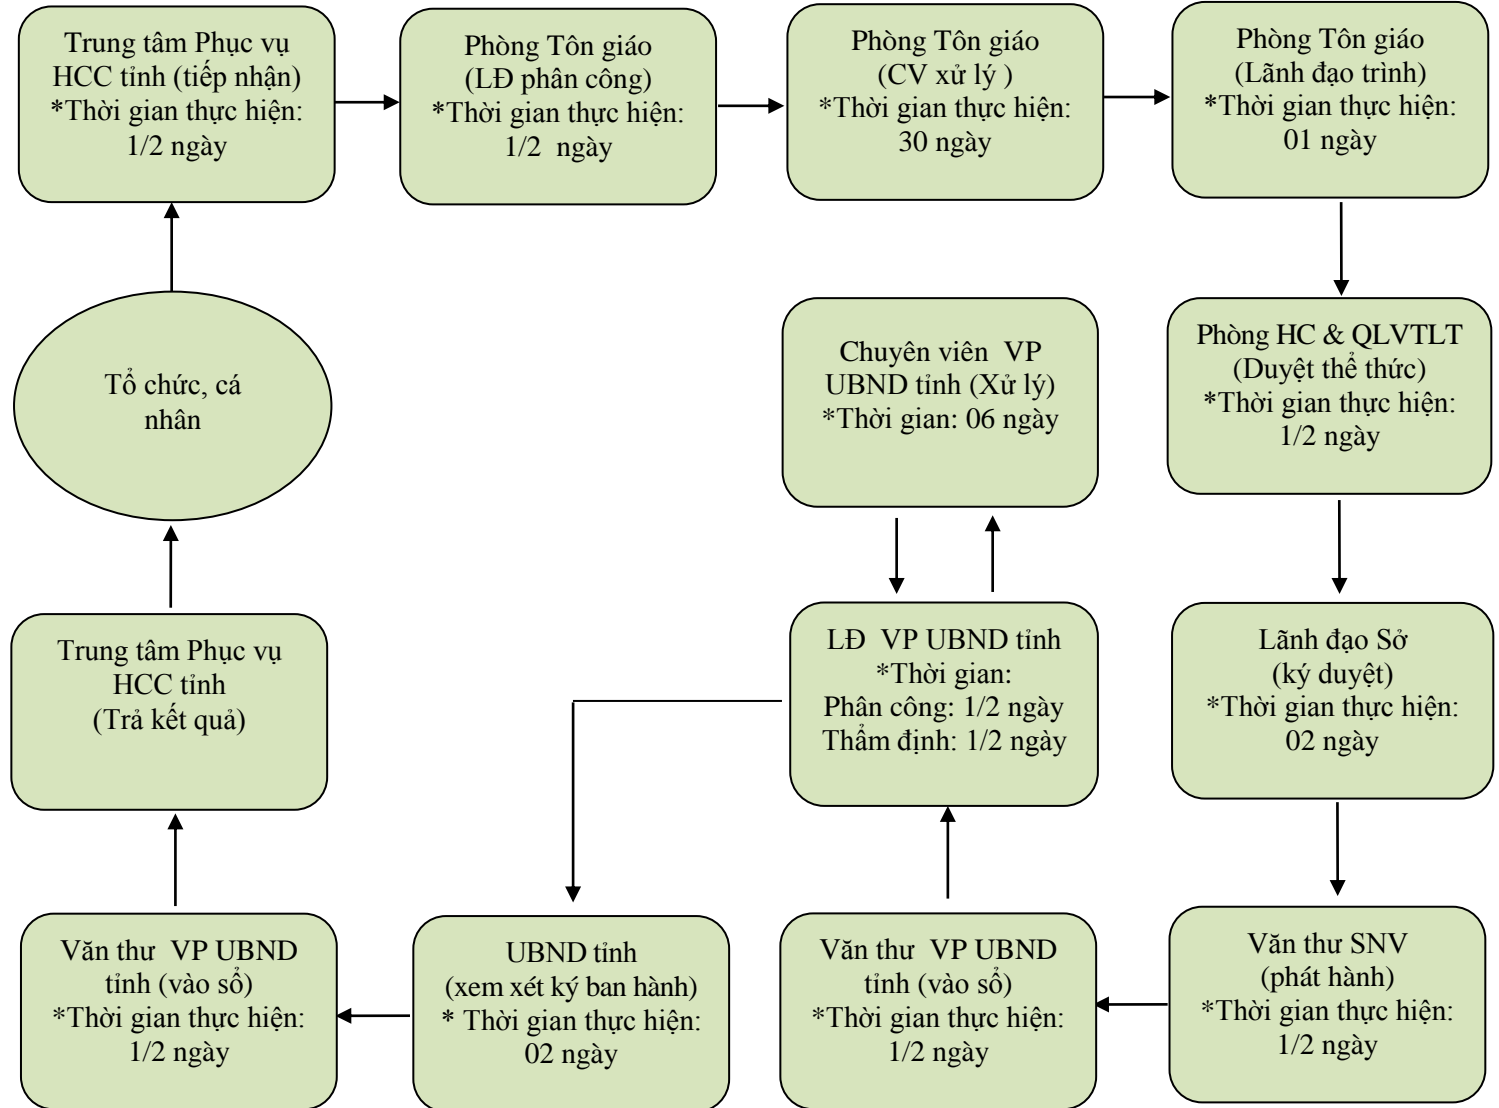 Trung tâm Phục vụ
HCC tỉnh (tiếp nhận)
*Thời gian thực hiện:
1/2 ngày
Phòng Tôn giáo
(LĐ phân công)
*Thời gian thực hiện:
1/2 ngày
Phòng Tôn giáo
(CV xử lý )
*Thời gian thực hiện:
30 ngày
Phòng Tôn giáo
(Lãnh đạo trình)
*Thời gian thực hiện:
01 ngày
Tổ chức, cá
nhân
Chuyên viên VP
UBND tỉnh (Xử lý)
*Thời gian: 06 ngày
Phòng HC & QLVTLT
(Duyệt thể thức)
*Thời gian thực hiện:
1/2 ngày
Trung tâm Phục vụ
HCC tỉnh
(Trả kết quả)
LĐ VP UBND tỉnh
*Thời gian:
Phân công: 1/2 ngày
Thẩm định: 1/2 ngày
Lãnh đạo Sở
(ký duyệt)
*Thời gian thực hiện:
02 ngày
Văn thư VP UBND
tỉnh (vào sổ)
*Thời gian thực hiện:
1/2 ngày
UBND tỉnh
(xem xét ký ban hành)
* Thời gian thực hiện:
02 ngày
Văn thư VP UBND
tỉnh (vào sổ)
*Thời gian thực hiện:
1/2 ngày
Văn thư SNV
(phát hành)
*Thời gian thực hiện:
1/2 ngày